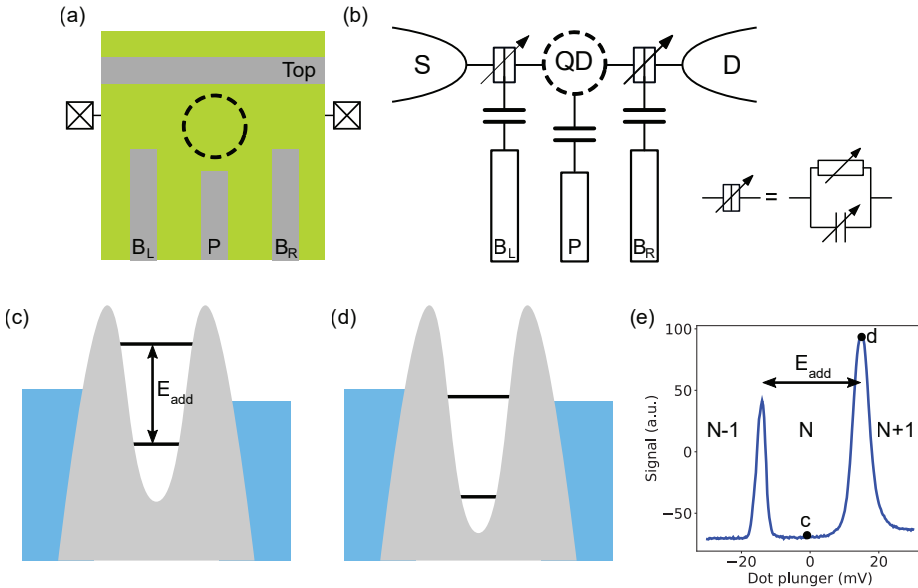 (a)
Top
B_L
P
B_R
(b)
S
QD
D
B_L
P
B_R
=
(c)
E_add
(d)
(e)
100
50
0
−50
Signal (a.u.)
d
E_add
N-1
N
N+1
c
−20
0
20
Dot plunger (mV)